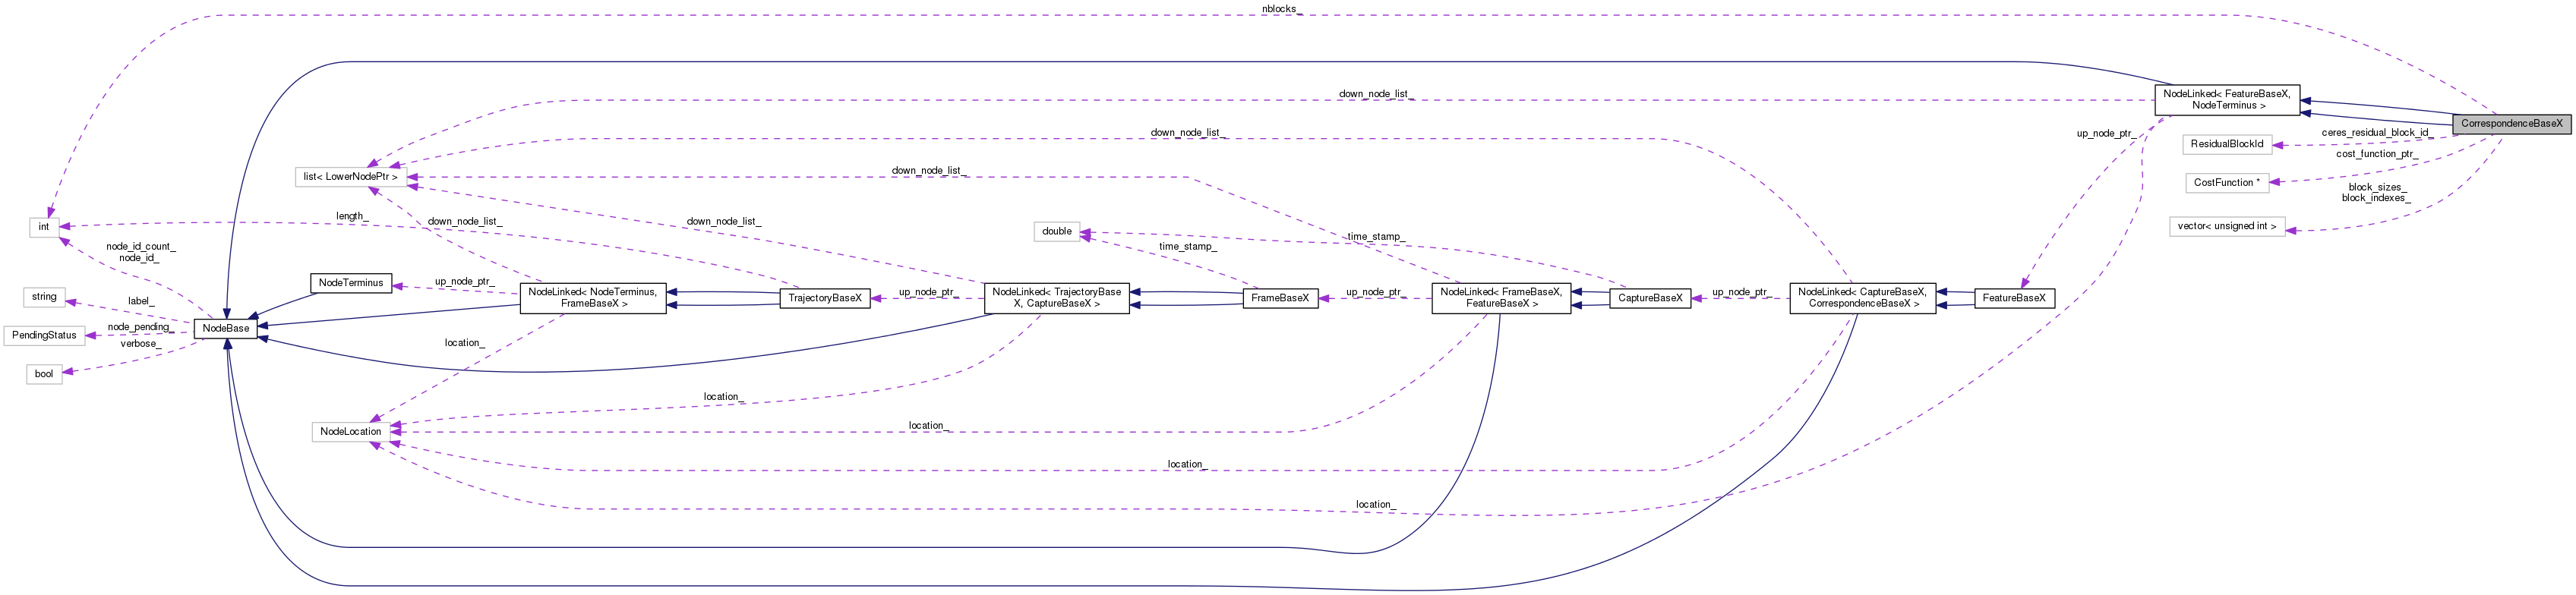 nblocks_
down_node_list_
NodeLinked< FeatureBaseX,
NodeTerminus >
CorrespondenceBaseX
down_node_list_
up_node_ptr_
ceres_residual_block_id_
ResidualBlockId
cost_function_ptr_
list< LowerNodePtr >
down_node_list_
CostFunction *
block_sizes_
block_indexes_
length_
down_node_list_
down_node_list_
int
double
time_stamp_
vector< unsigned int >
node_id_count_
node_id_
time_stamp_
NodeTerminus
up_node_ptr_
NodeLinked< NodeTerminus,
FrameBaseX >
TrajectoryBaseX
up_node_ptr_
NodeLinked< TrajectoryBase
X, CaptureBaseX >
FrameBaseX
up_node_ptr_
NodeLinked< FrameBaseX,
FeatureBaseX >
CaptureBaseX
up_node_ptr_
NodeLinked< CaptureBaseX,
CorrespondenceBaseX >
FeatureBaseX
string
label_
NodeBase
node_pending_
PendingStatus
verbose_
bool
location_
location_
location_
NodeLocation
location_
location_